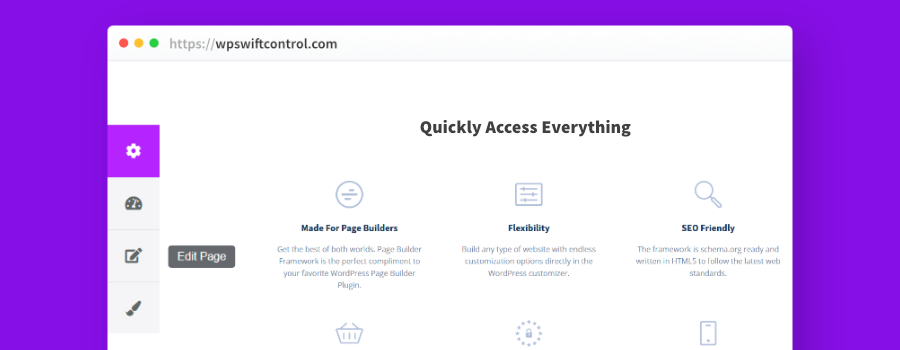 https://wpswiftcontrol.com
Quickly Access Everything
Edit Page
Made For Page Builders
Get the best of both worlds. Page Builder
Framework is the perfect compliment to
your favorite WordPress Page Builder
Plugin.
Flexibility
Build any type of website with endless
customization options directly in the
WordPress customizer.
SEO Friendly
The framework is schema.org ready and
written in HTML5 to follow the latest web
standards.